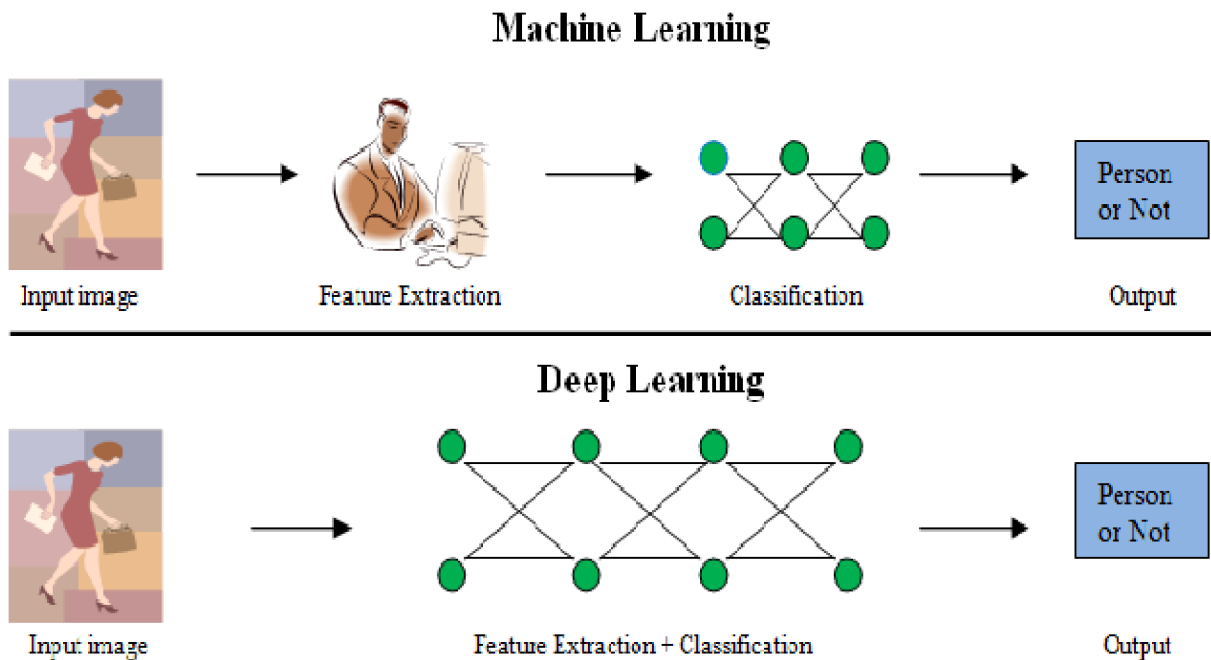 Machine Learning
Person
or Not
Input image
Feature Extraction
Classification
Output
Deep Learning
Person
or Not
Input image
Feature Extraction + Classification
Output